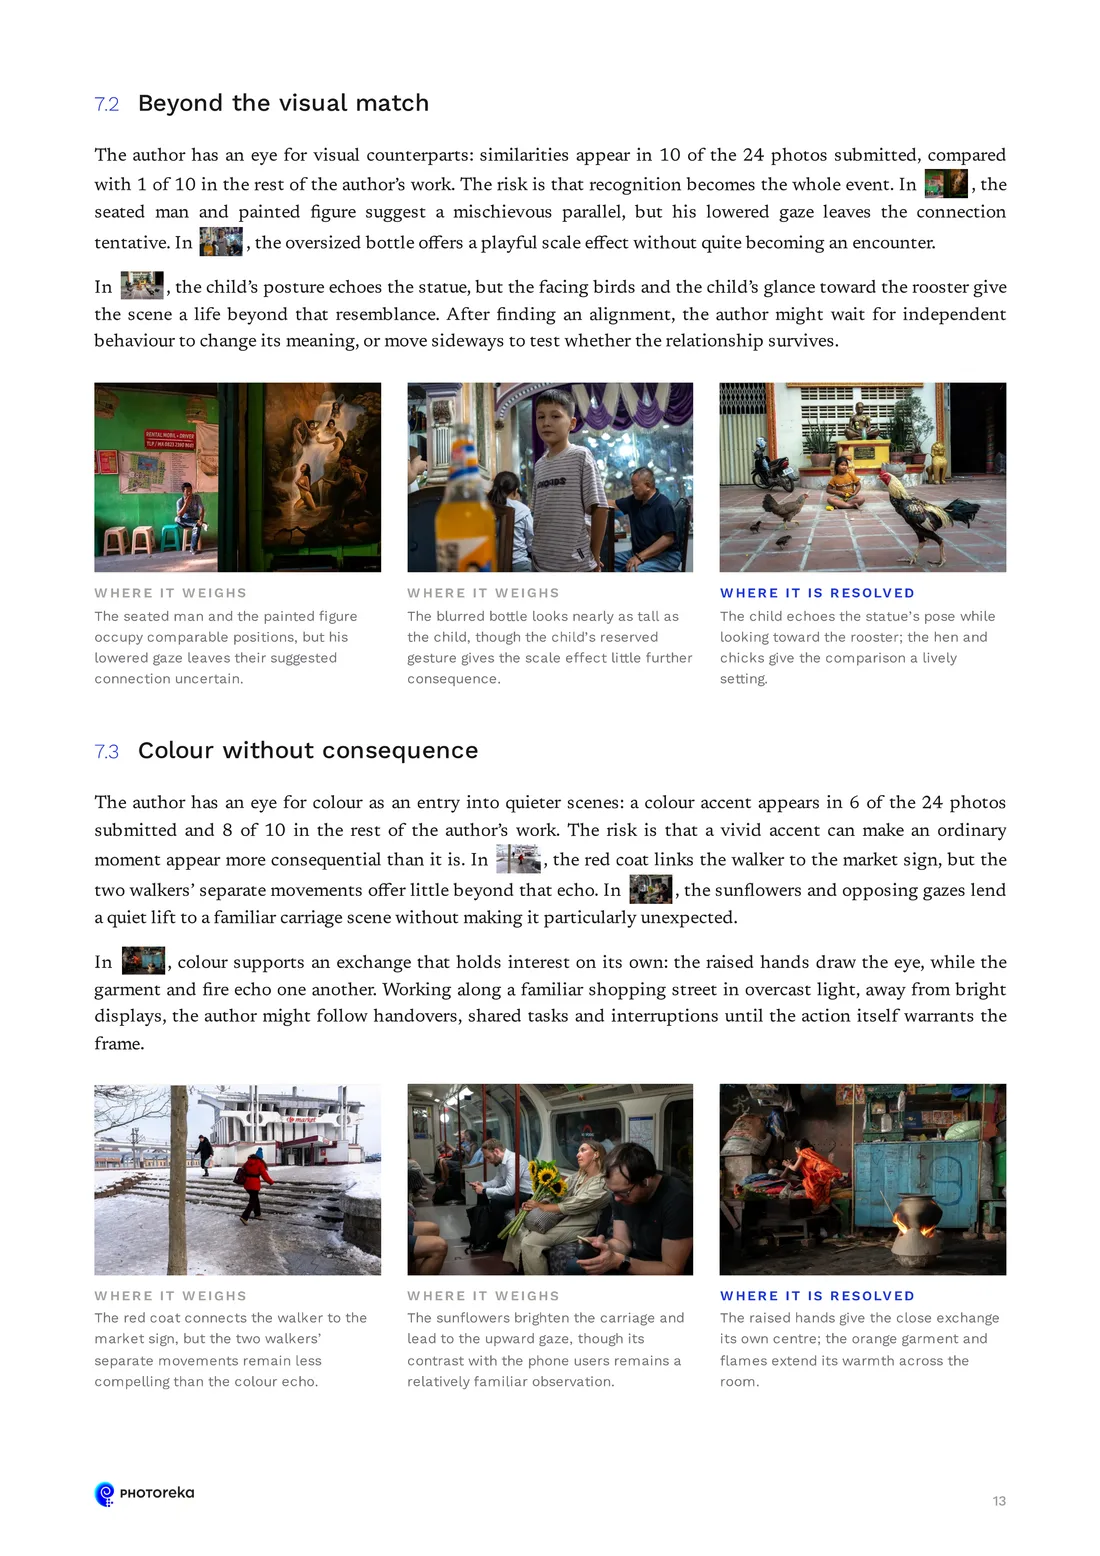 7.2 Beyond the visual match
The author has an eye for visual counterparts: similarities appear in 10 of the 24 photos submitted, compared
with 1 of 10 in the rest of the author's work. The risk is that recognition becomes the whole event. In , the
seated man and painted figure suggest a mischievous parallel, but his lowered gaze leaves the connection
tentative. In , the oversized bottle offers a playful scale effect without quite becoming an encounter.
In , the child's posture echoes the statue, but the facing birds and the child's glance toward the rooster give
the scene a life beyond that resemblance. After finding an alignment, the author might wait for independent
behaviour to change its meaning, or move sideways to test whether the relationship survives.
RENTAL MOBIL + DRIVER
WHERE IT WEIGHS
The seated man and the painted figure
occupy comparable positions, but his
lowered gaze leaves their suggested
connection uncertain.
WHERE IT WEIGHS
The blurred bottle looks nearly as tall as
the child, though the child's reserved
gesture gives the scale effect little further
consequence.
WHERE IT IS RESOLVED
The child echoes the statue's pose while
looking toward the rooster; the hen and
chicks give the comparison a lively
setting.
7.3 Colour without consequence
The author has an eye for colour as an entry into quieter scenes: a colour accent appears in 6 of the 24 photos
submitted and 8 of 10 in the rest of the author's work. The risk is that a vivid accent can make an ordinary
moment appear more consequential than it is. In , the red coat links the walker to the market sign, but the
two walkers' separate movements offer little beyond that echo. In , the sunflowers and opposing gazes lend
a quiet lift to a familiar carriage scene without making it particularly unexpected.
In , colour supports an exchange that holds interest on its own: the raised hands draw the eye, while the
garment and fire echo one another. Working along a familiar shopping street in overcast light, away from bright
displays, the author might follow handovers, shared tasks and interruptions until the action itself warrants the
frame.
market
WHERE IT WEIGHS
The red coat connects the walker to the
market sign, but the two walkers'
separate movements remain less
compelling than the colour echo.
WHERE IT WEIGHS
The sunflowers brighten the carriage and
lead to the upward gaze, though its
contrast with the phone users remains a
relatively familiar observation.
WHERE IT IS RESOLVED
The raised hands give the close exchange
its own centre; the orange garment and
flames extend its warmth across the
room.
PHOTOreka
13